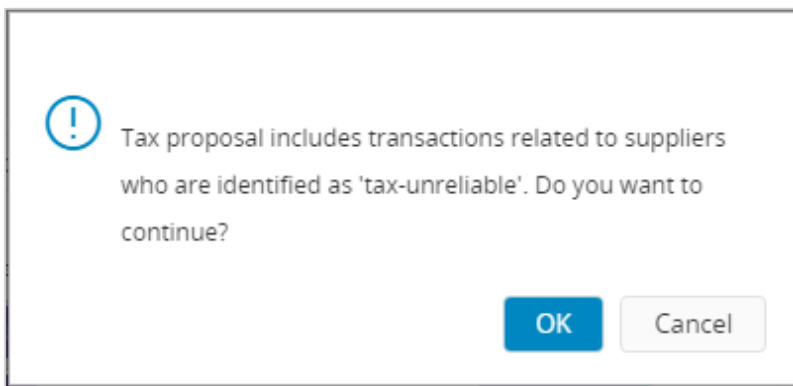 Tax proposal includes transactions related to suppliers
who are identified as 'tax-unreliable'. Do you want to
continue?
OK Cancel